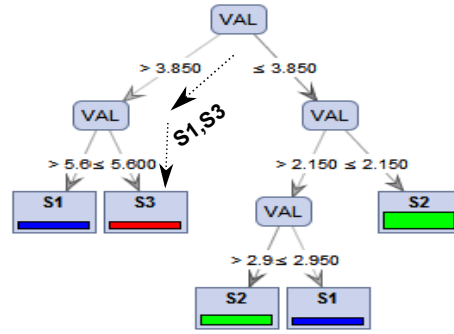 VAL
> 3.850 ≤ 3.850
VAL
S1,S3
VAL
> 5.6 ≤ 5.600
> 2.150 ≤ 2.150
S1
S3
VAL
S2
> 2.9 ≤ 2.950
S2
S1